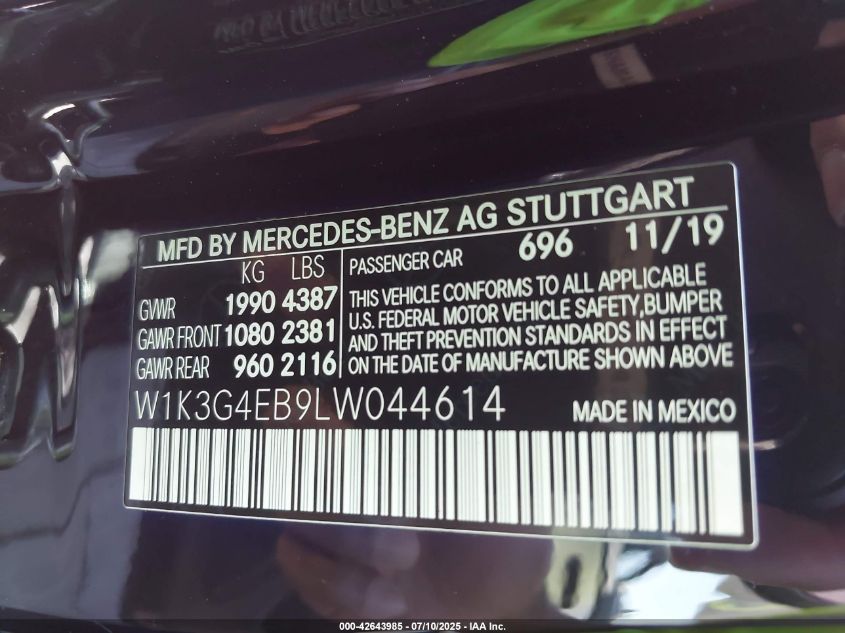 MFD BY MERCEDES-BENZ AG STUTTGART
KG LBS
GVWR 1990 4387
GAWR FRONT 1080 2381
GAWR REAR 960 2116
PASSENGER CAR 696 11/19
THIS VEHICLE CONFORMS TO ALL APPLICABLE
U.S. FEDERAL MOTOR VEHICLE SAFETY,BUMPER
AND THEFT PREVENTION STANDARDS IN EFFECT
ON THE DATE OF MANUFACTURE SHOWN ABOVE
W1K3G4EB9LW044614 MADE IN MEXICO
000-42643985 - 07/10/2025 - IAA Inc.